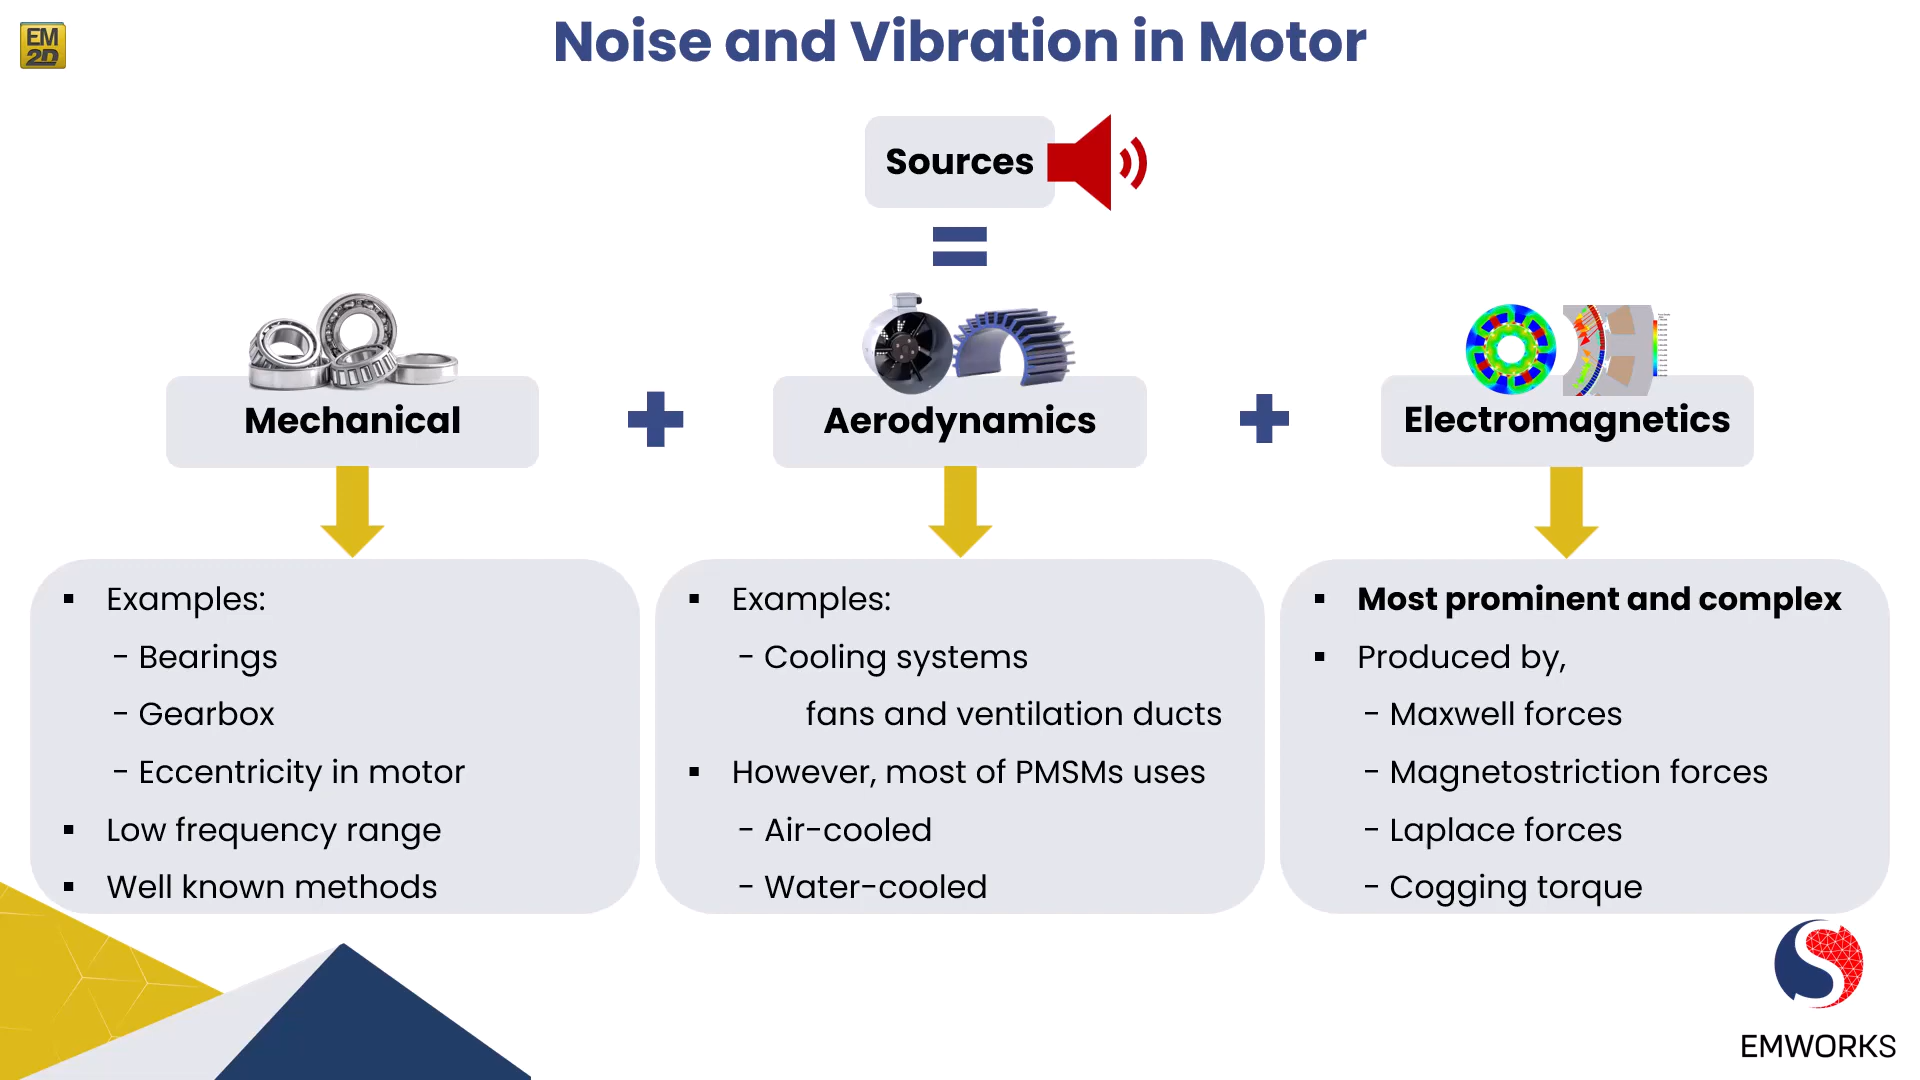 EM
2D
Noise and Vibration in Motor
Sources
Mechanical
Aerodynamics
Electromagnetics
▪ Examples:
- Bearings
- Gearbox
- Eccentricity in motor
▪ Low frequency range
▪ Well known methods
▪ Examples:
- Cooling systems
fans and ventilation ducts
▪ However, most of PMSMs uses
- Air-cooled
- Water-cooled
▪ Most prominent and complex
▪ Produced by,
- Maxwell forces
- Magnetostriction forces
- Laplace forces
- Cogging torque
EMWORKS